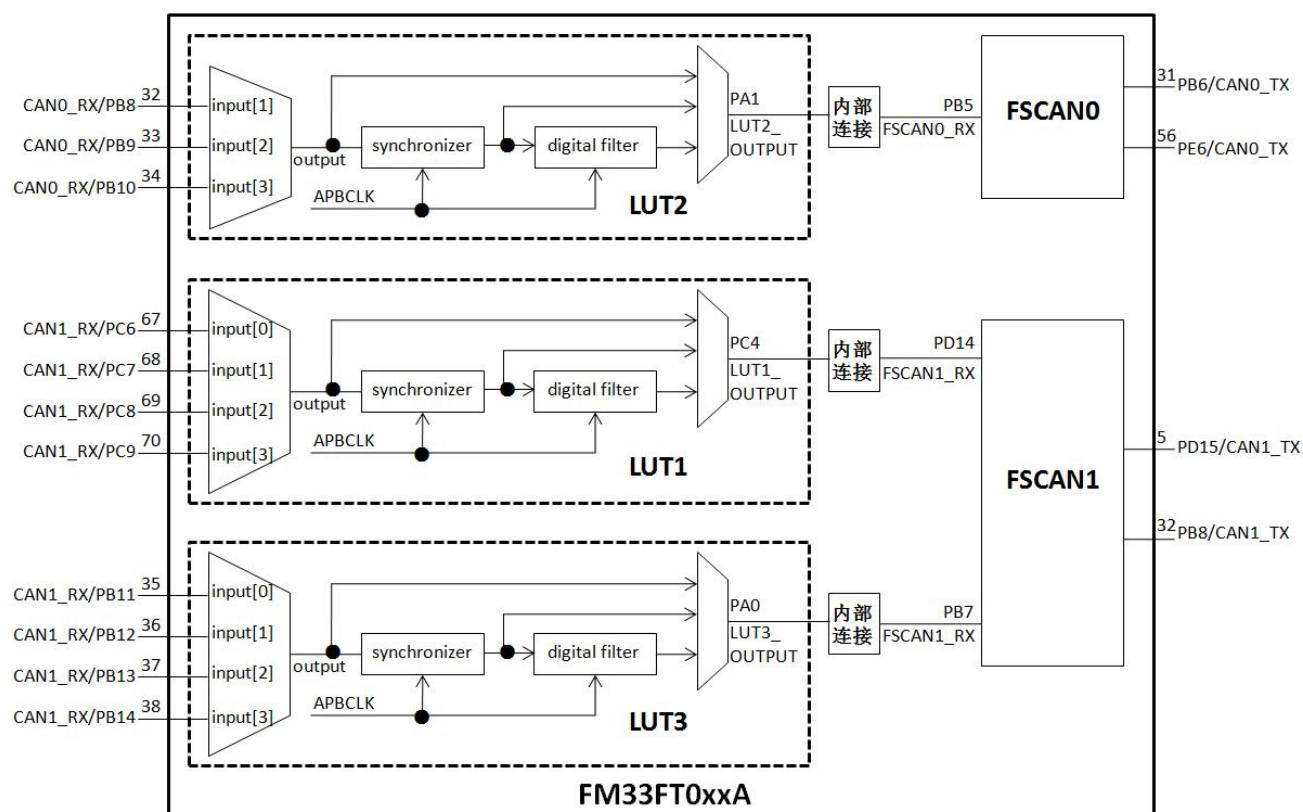 CAN0_RX/PB8
32
input[1]
CAN0_RX/PB9
33
input[2]
CAN0_RX/PB10
34
input[3]
output
synchronizer
digital filter
APBCLK
LUT2
PA1
LUT2_
OUTPUT
内部
连接
PB5
FSCAN0_RX
FSCAN0
31
PB6/CAN0_TX
56
PE6/CAN0_TX
CAN1_RX/PC6
67
input[0]
CAN1_RX/PC7
68
input[1]
CAN1_RX/PC8
69
input[2]
CAN1_RX/PC9
70
input[3]
output
synchronizer
digital filter
APBCLK
LUT1
PC4
LUT1_
OUTPUT
内部
连接
PD14
FSCAN1_RX
FSCAN1
5
PD15/CAN1_TX
32
PB8/CAN1_TX
CAN1_RX/PB11
35
input[0]
CAN1_RX/PB12
36
input[1]
CAN1_RX/PB13
37
input[2]
CAN1_RX/PB14
38
input[3]
output
synchronizer
digital filter
APBCLK
LUT3
PA0
LUT3_
OUTPUT
内部
连接
PB7
FSCAN1_RX
FM33FT0xxA